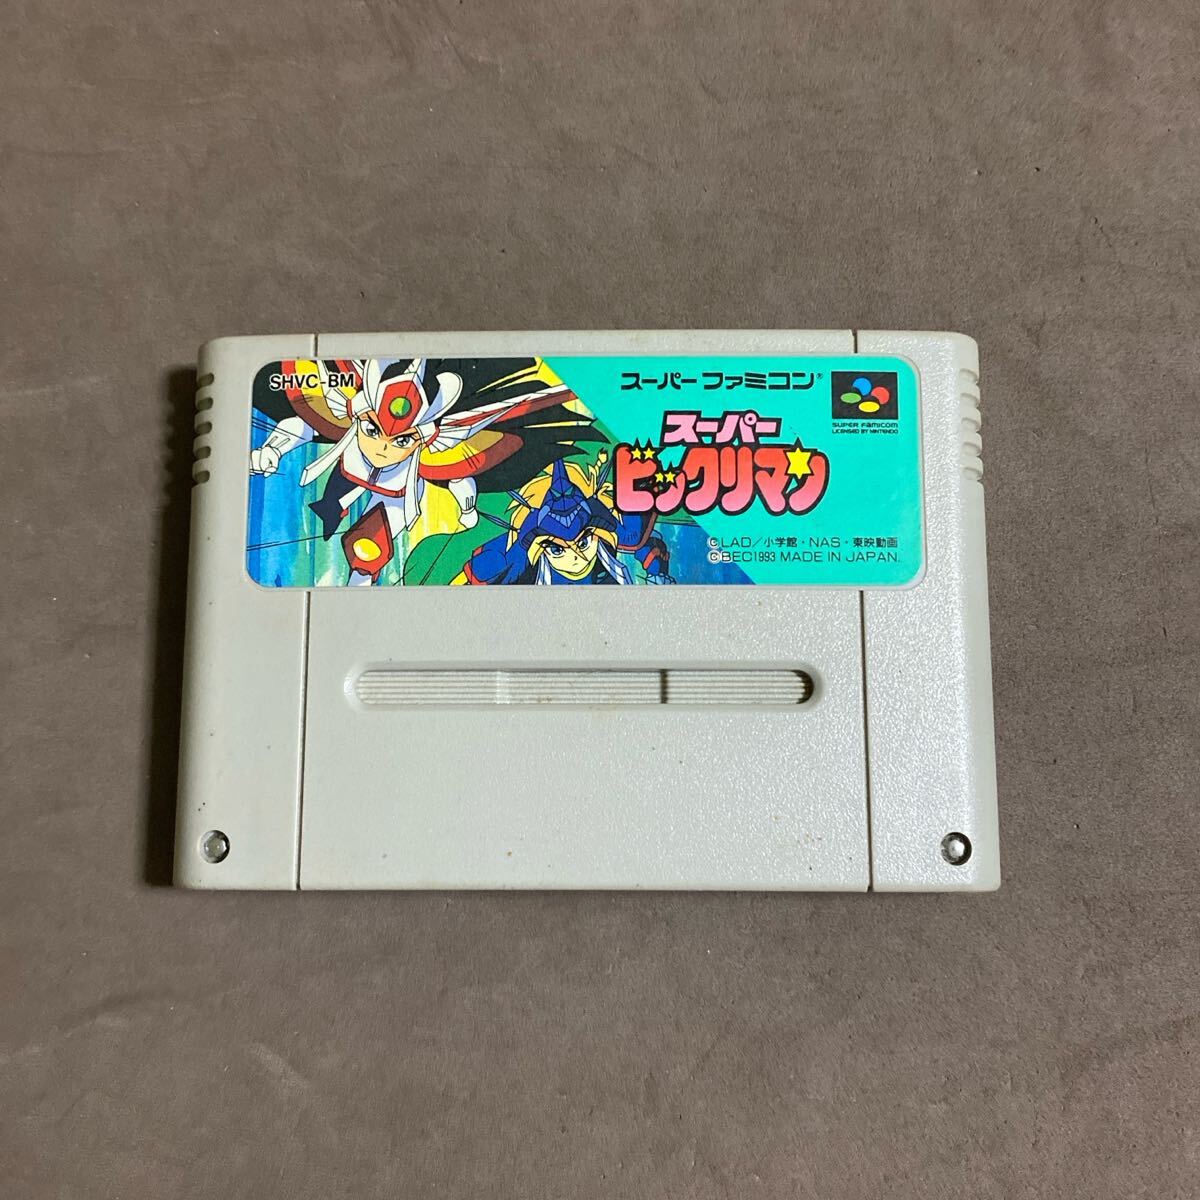 SHVC-BM
スーパーファミコン®
SUPER FAMICOM
LICENSED BY NINTENDO
スーパー
ビックリマン
©LAD/小学館・NAS・東映動画
©BEC1993 MADE IN JAPAN.